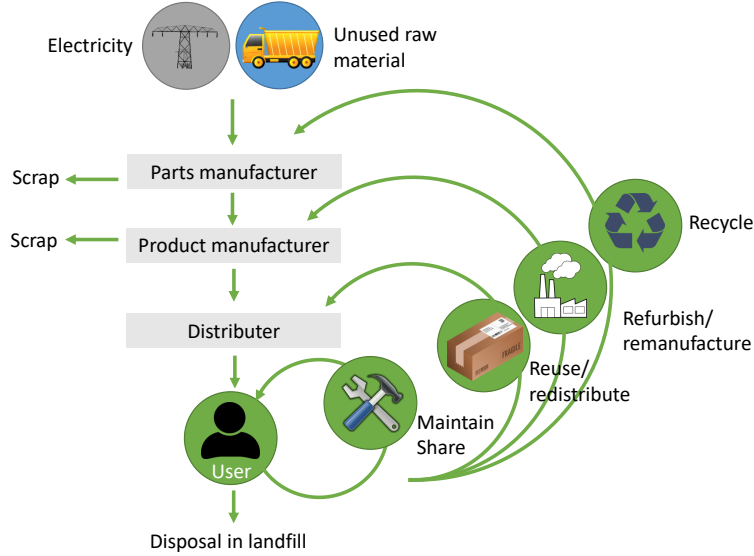 Electricity
Unused raw
material
Parts manufacturer
Scrap
Product manufacturer
Scrap
Recycle
Distributer
Refurbish/
remanufacture
FRAGILE
Reuse/
redistribute
Maintain
Share
User
Disposal in landfill